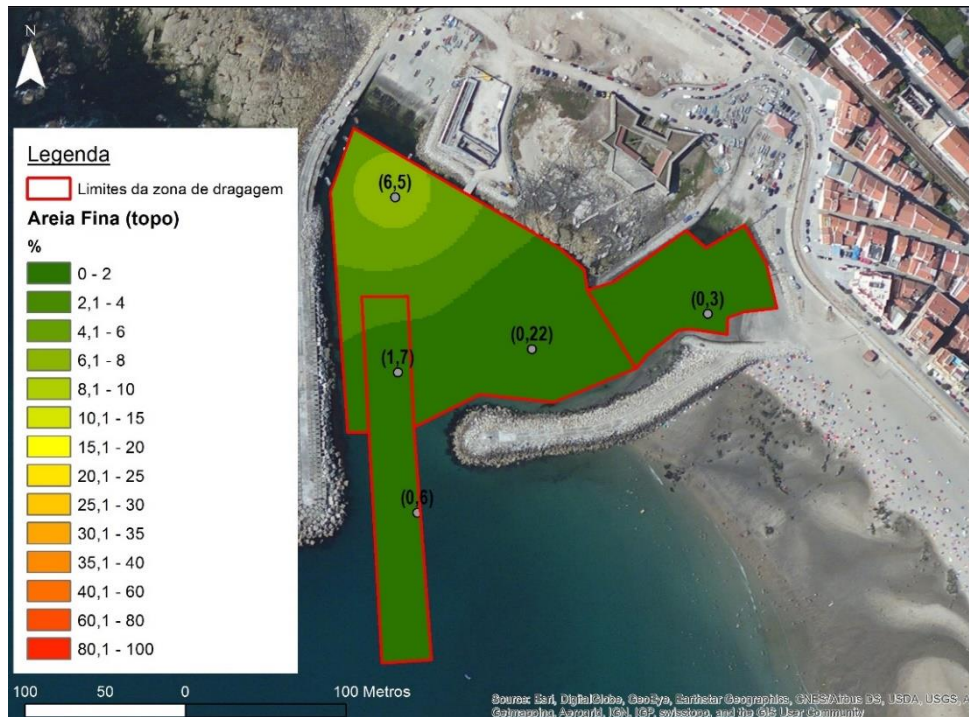 N
Legenda
Limites da zona de dragagem
Areia Fina (topo)
%
0 - 2
2,1 - 4
4,1 - 6
6,1 - 8
8,1 - 10
10,1 - 15
15,1 - 20
20,1 - 25
25,1 - 30
30,1 - 35
35,1 - 40
40,1 - 60
60,1 - 80
80,1 - 100
(6,5)
(0,3)
(0,22)
(1,7)
(0,6)
100 50 0 100 Metros
Source: Esri, DigitalGlobe, GeoEye, Earthstar Geographics, CNES/Airbus DS, USDA, USGS, A
Getmapping, Aerogrid, IGN, IGP, swisstopo, and the GIS User Community